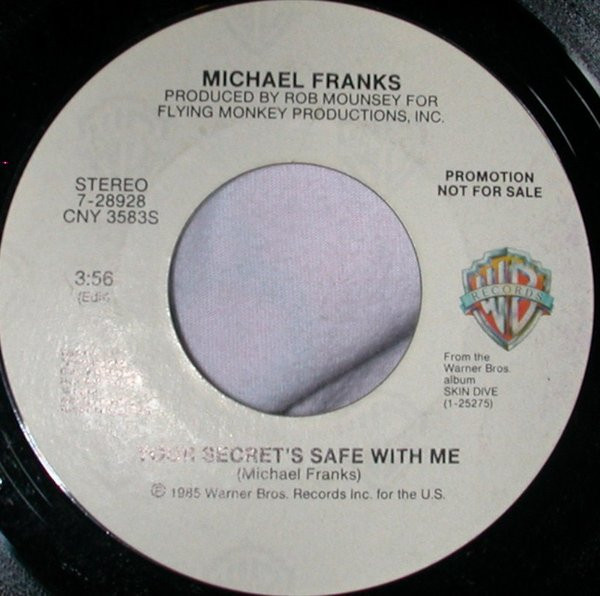 MICHAEL FRANKS
PRODUCED BY ROB MOUNSEY FOR
FLYING MONKEY PRODUCTIONS, INC.
STEREO
7-28928
CNY 3583S
PROMOTION
NOT FOR SALE
3:56
(Edit)
WB
RECORDS
From the
Warner Bros.
album
SKIN DIVE
(1-25275)
YOUR SECRET'S SAFE WITH ME
(Michael Franks)
Ⓟ 1985 Warner Bros. Records Inc. for the U.S.